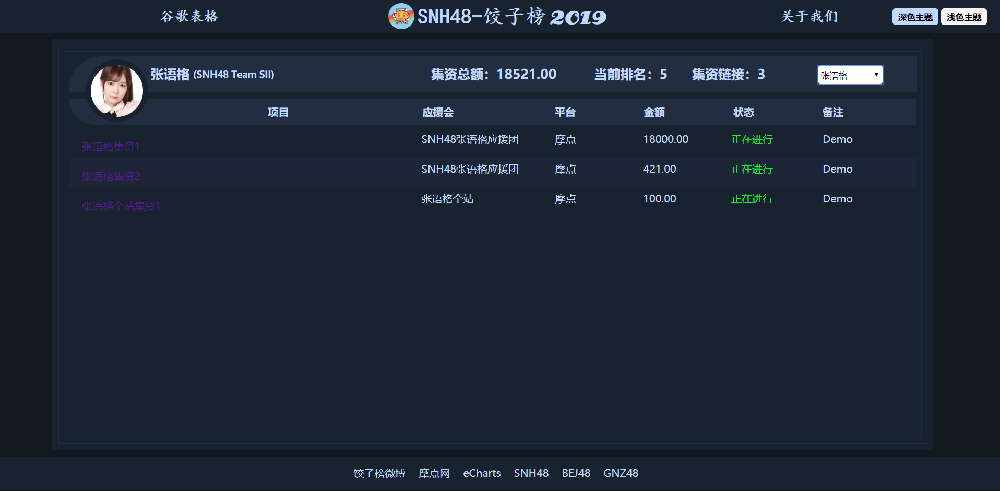 谷歌表格 SNH48-饺子榜 2019 关于我们 深色主题 浅色主题
张语格 (SNH48 Team SII) 集资总额：18521.00 当前排名：5 集资链接：3 张语格
项目 应援会 平台 金额 状态 备注
张语格集资1 SNH48张语格应援团 摩点 18000.00 正在进行 Demo
张语格集资2 SNH48张语格应援团 摩点 421.00 正在进行 Demo
张语格个站集资1 张语格个站 摩点 100.00 正在进行 Demo
饺子榜微博 摩点网 eCharts SNH48 BEJ48 GNZ48